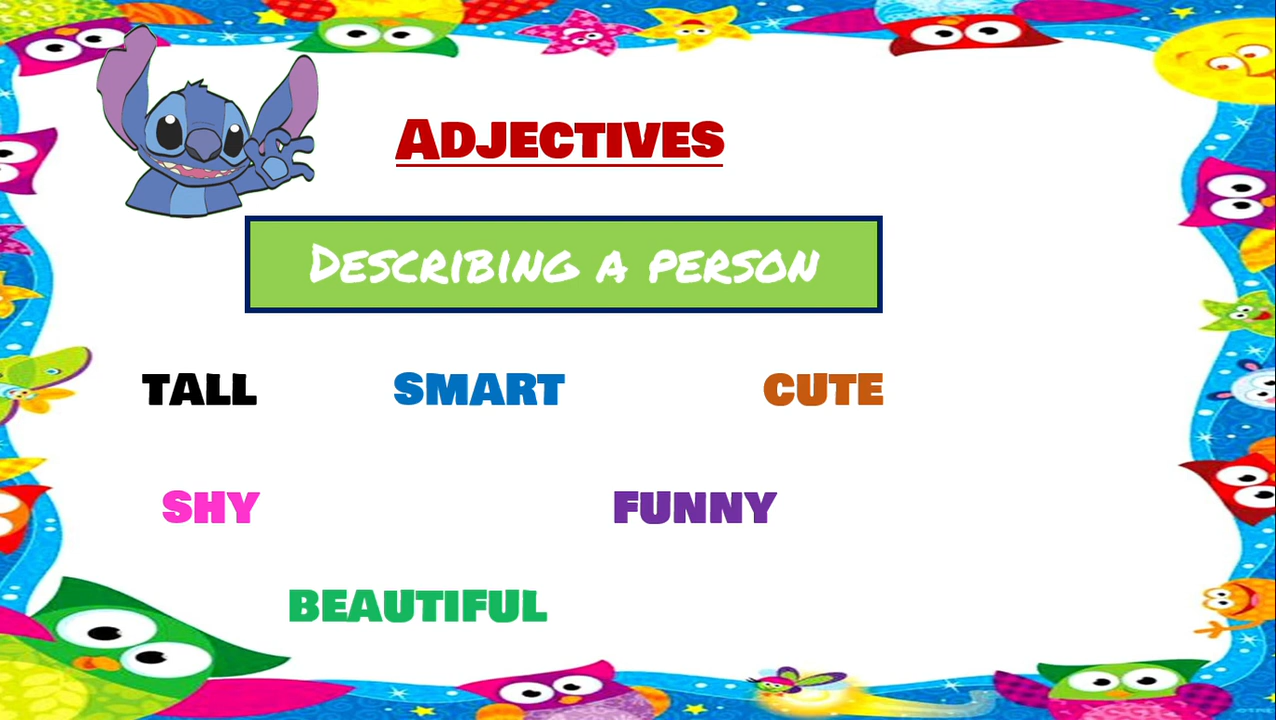 ADJECTIVES
DESCRIBING A PERSON
TALL SMART CUTE
SHY FUNNY
BEAUTIFUL